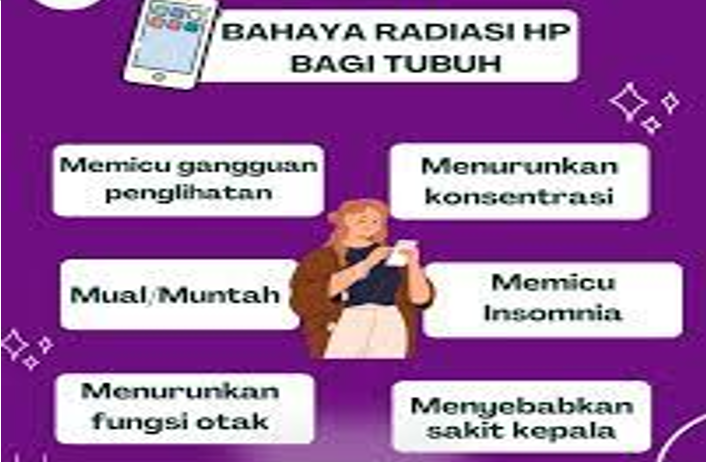 BAHAYA RADIASI HP
BAGI TUBUH
Memicu gangguan
penglihatan
Menurunkan
konsentrasi
Mual/Muntah
Memicu
Insomnia
Menurunkan
fungsi otak
Menyebabkan
sakit kepala